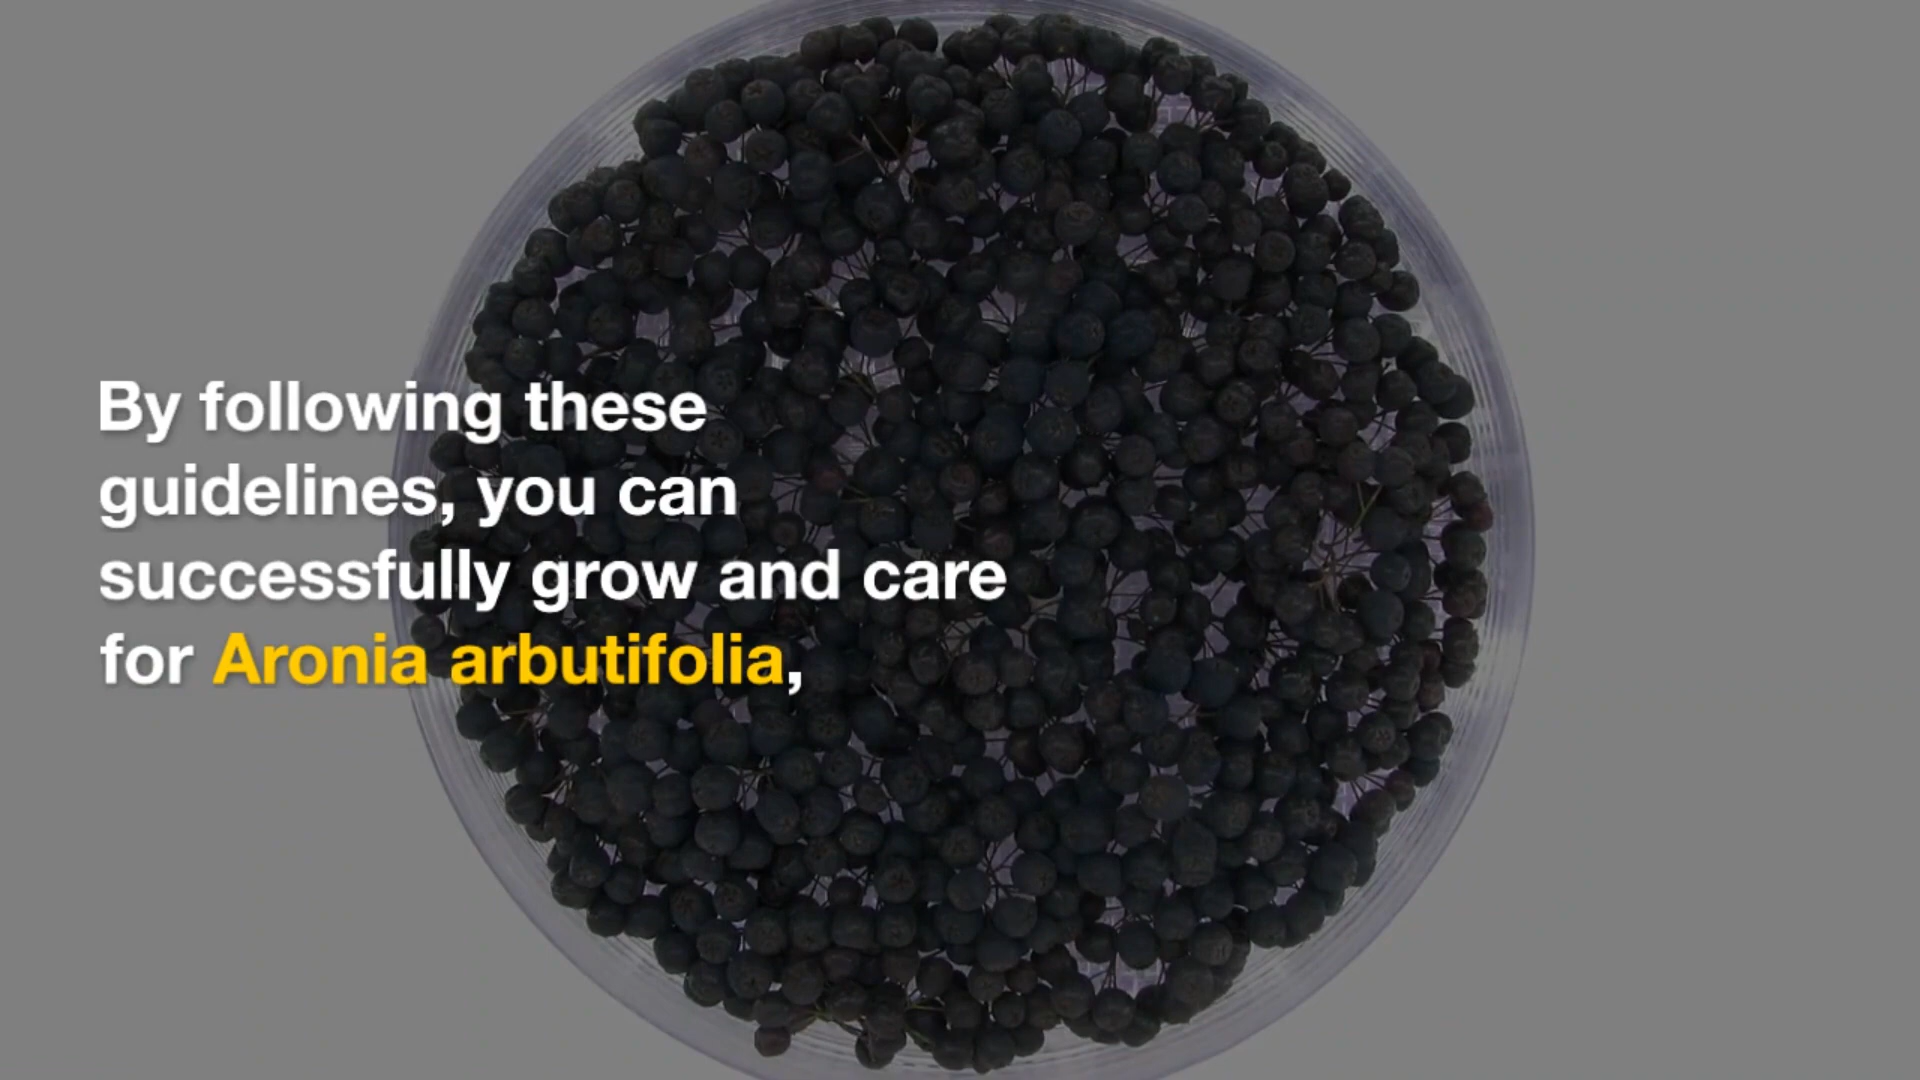 By following these
guidelines, you can
successfully grow and care
for Aronia arbutifolia,